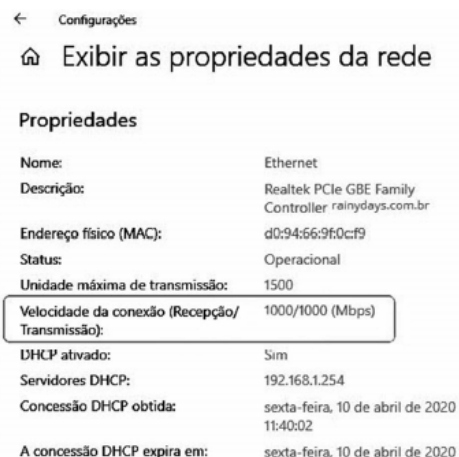 ← Configurações
Exibir as propriedades da rede
Propriedades
Nome: Ethernet
Descrição: Realtek PCIe GBE Family
Controller rainydays.com.br
Endereço físico (MAC): d0:94:66:9f:0c:f9
Status: Operacional
Unidade máxima de transmissão: 1500
Velocidade da conexão (Recepção/ 1000/1000 (Mbps)
Transmissão):
DHCP ativado: Sim
Servidores DHCP: 192.168.1.254
Concessão DHCP obtida: sexta-feira, 10 de abril de 2020
11:40:02
A concessão DHCP expira em: sexta-feira, 10 de abril de 2020